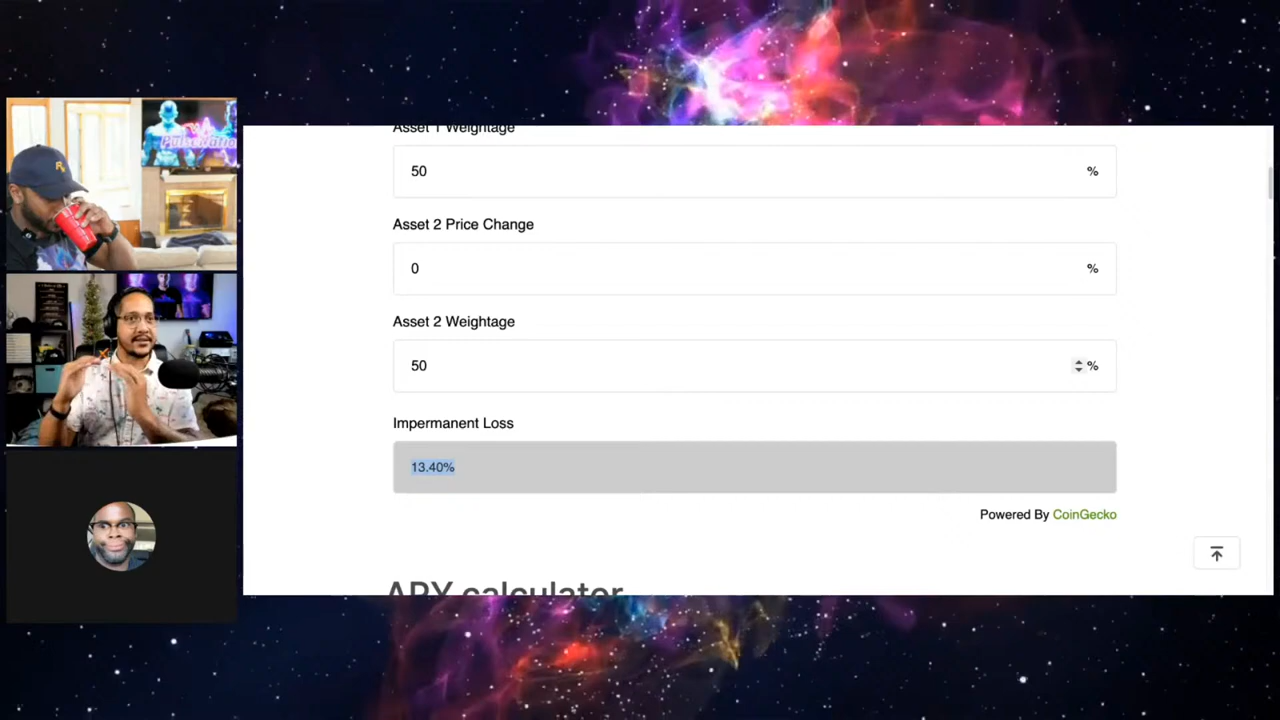 Asset 1 Weightage
50 %
Asset 2 Price Change
0 %
Asset 2 Weightage
50 %
Impermanent Loss
13.40%
Powered By CoinGecko
APY calculator